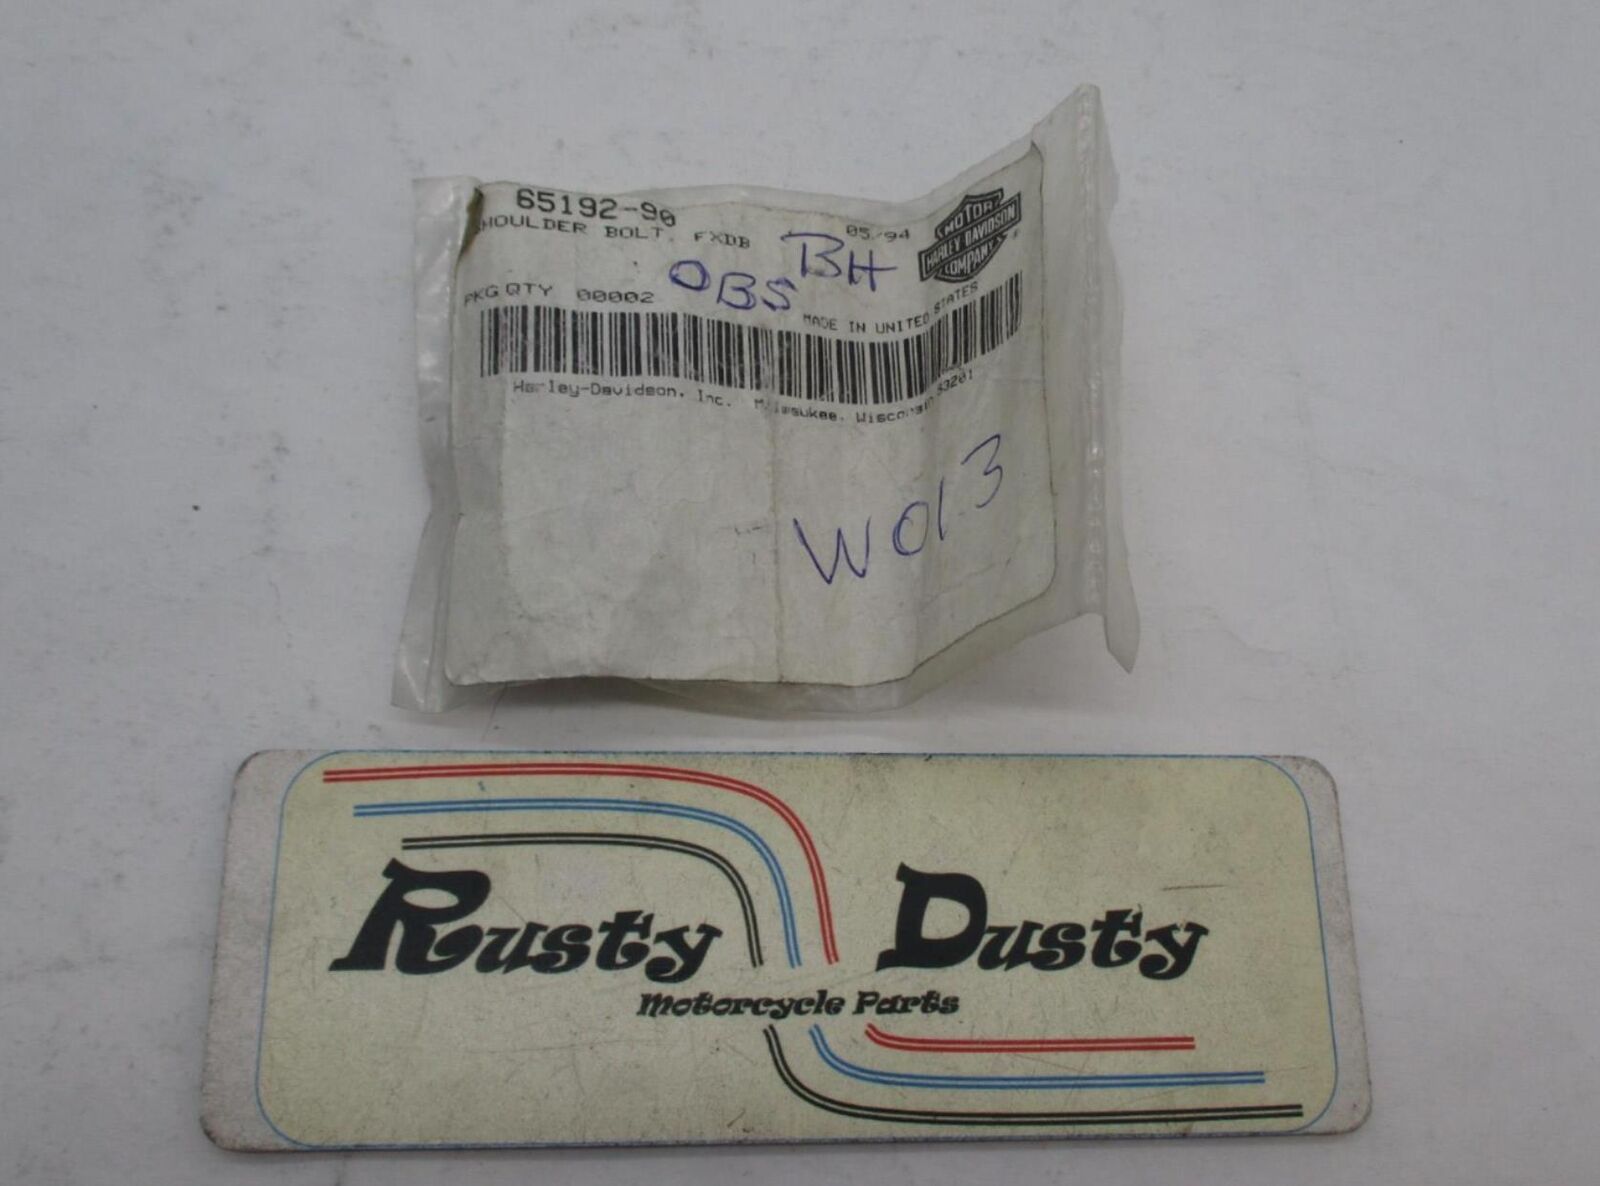 65192-90
SHOULDER BOLT, FXDB
05/94
MOTOR
HARLEY DAVIDSON
COMPANY
®
BH
OBS
PKG QTY 00002
MADE IN UNITED STATES
Harley-Davidson, Inc. Milwaukee, Wisconsin 53201
W013
Rusty Dusty
Motorcycle Parts